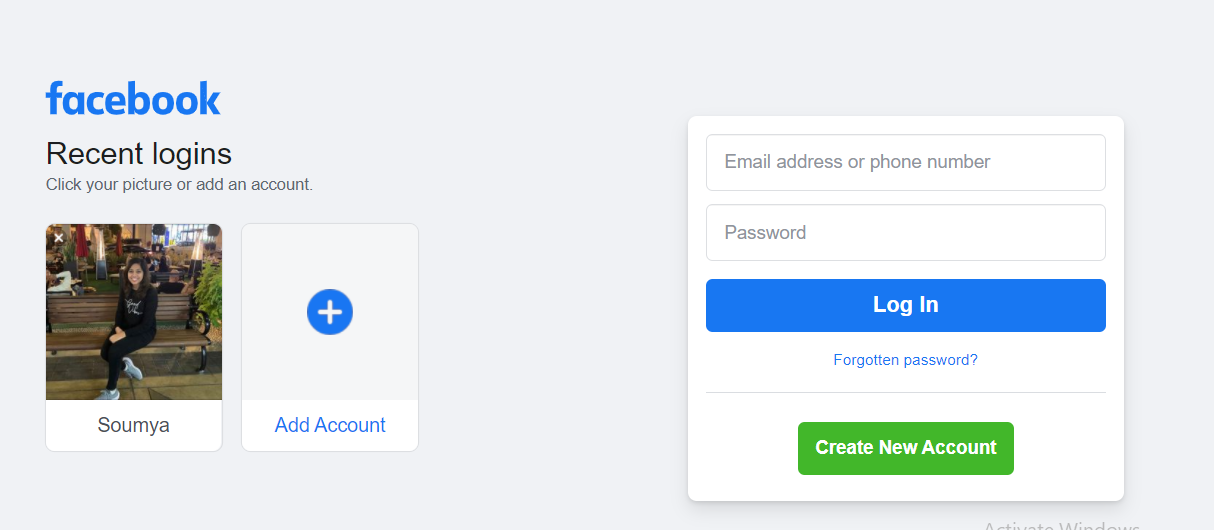 facebook
Recent logins
Click your picture or add an account.
Soumya
Add Account
Email address or phone number
Password
Log In
Forgotten password?
Create New Account
Activate Windows